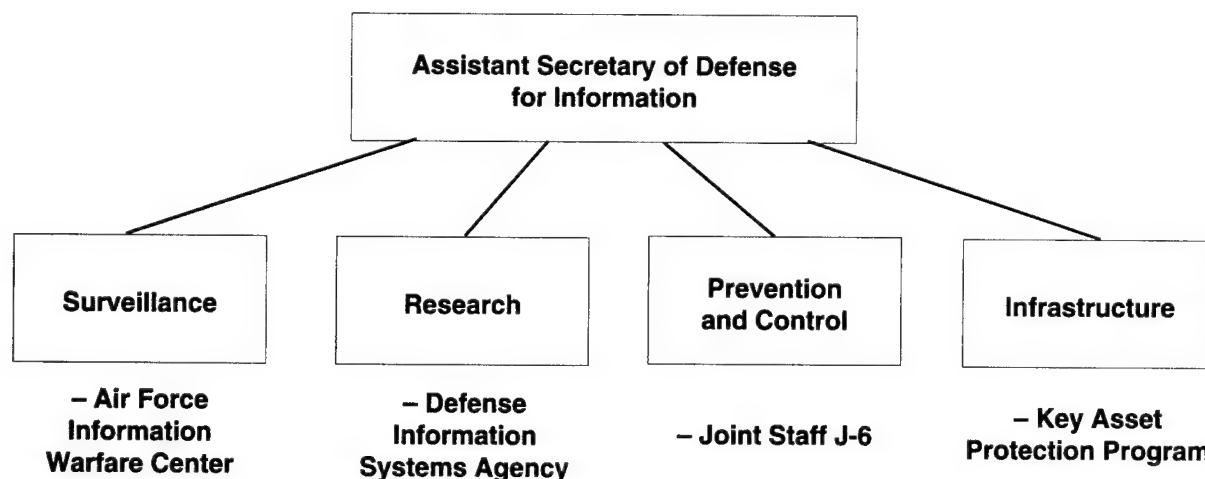 Assistant Secretary of Defense
for Information
Surveillance
Research
Prevention
and Control
Infrastructure
– Air Force
Information
Warfare Center
– Defense
Information
Systems Agency
– Joint Staff J-6
– Key Asset
Protection Program